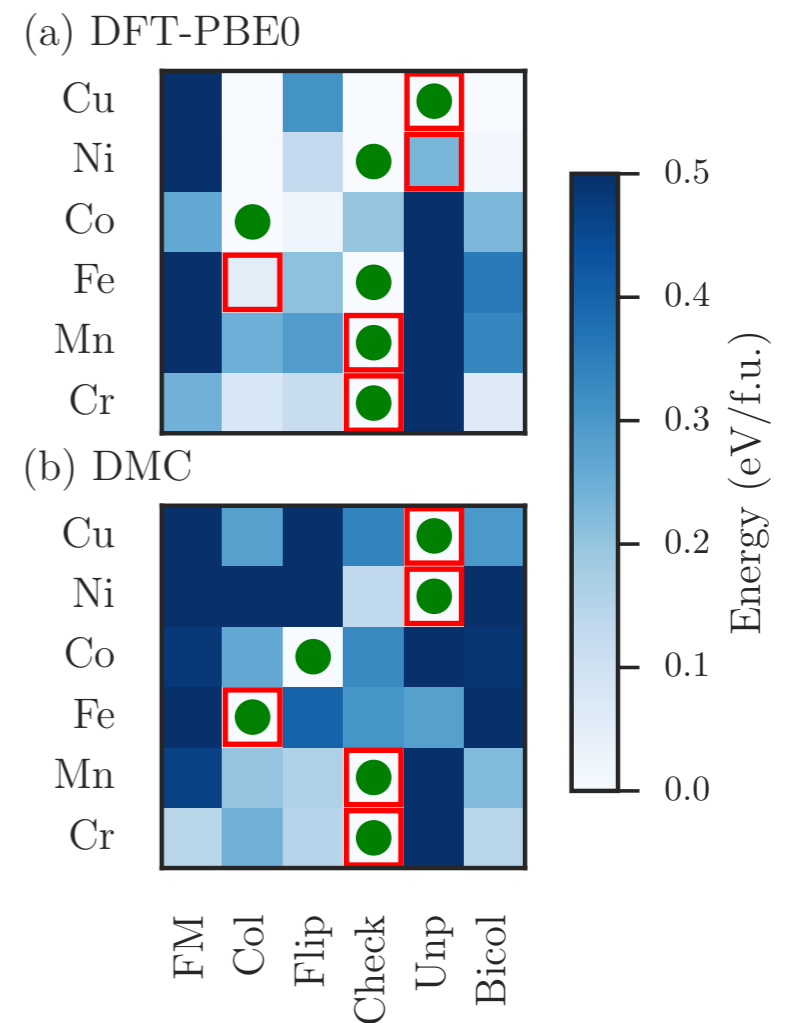 (a) DFT-PBE0
Cu
Ni
Co
Fe
Mn
Cr
(b) DMC
Cu
Ni
Co
Fe
Mn
Cr
FM
Col
Flip
Check
Unp
Bicol
0.5
0.4
0.3
0.2
0.1
0.0
Energy (eV/f.u.)